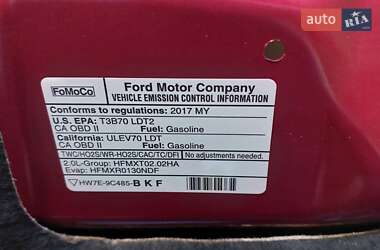 auto RIA
FoMoCo
Ford Motor Company
VEHICLE EMISSION CONTROL INFORMATION
Conforms to regulations: 2017 MY
U.S. EPA: T3B70 LDT2
CA OBD II Fuel: Gasoline
California: ULEV70 LDT
CA OBD II Fuel: Gasoline
TWC/HO2S/WR-HO2S/CAC/TC/DFI No adjustments needed.
2.0L-Group: HFMXT02.02HA
Evap: HFMXR0130NDF
HW7E-9C485-BKF